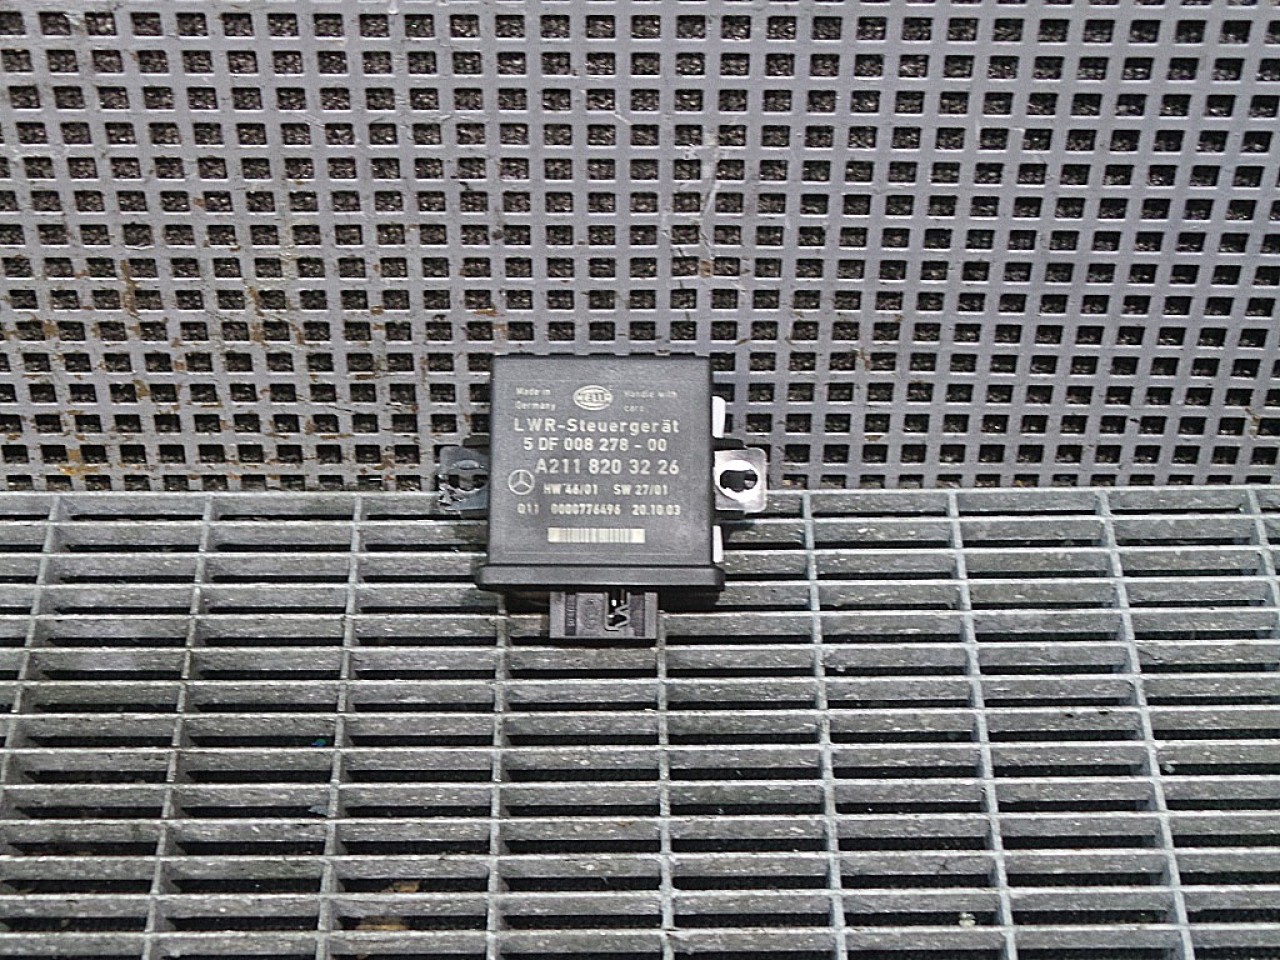 Made in
Germany
HELLA
Handle with
care
LWR-Steuergerät
5 DF 008 278 - 00
A211 820 32 26
HW 46/01 SW 27/01
Q11 0000776496 20.10.03